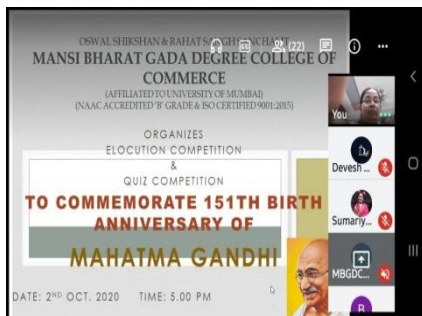 (22)
OSWAL SHIKSHAN & RAHAT SANGH SANCHALIT
MANSI BHARAT GADA DEGREE COLLEGE OF
COMMERCE
(AFFILIATED TO UNIVERSITY OF MUMBAI)
(NAAC ACCREDITED 'B' GRADE & ISO CERTIFIED 9001:2015)
ORGANIZES
ELOCUTION COMPETITION
&
QUIZ COMPETITION
TO COMMEMORATE 151TH BIRTH
ANNIVERSARY OF
MAHATMA GANDHI
DATE: 2ND OCT. 2020 TIME: 5.00 PM
You
Devesh ...
Sumariy...
MBGDC...
B